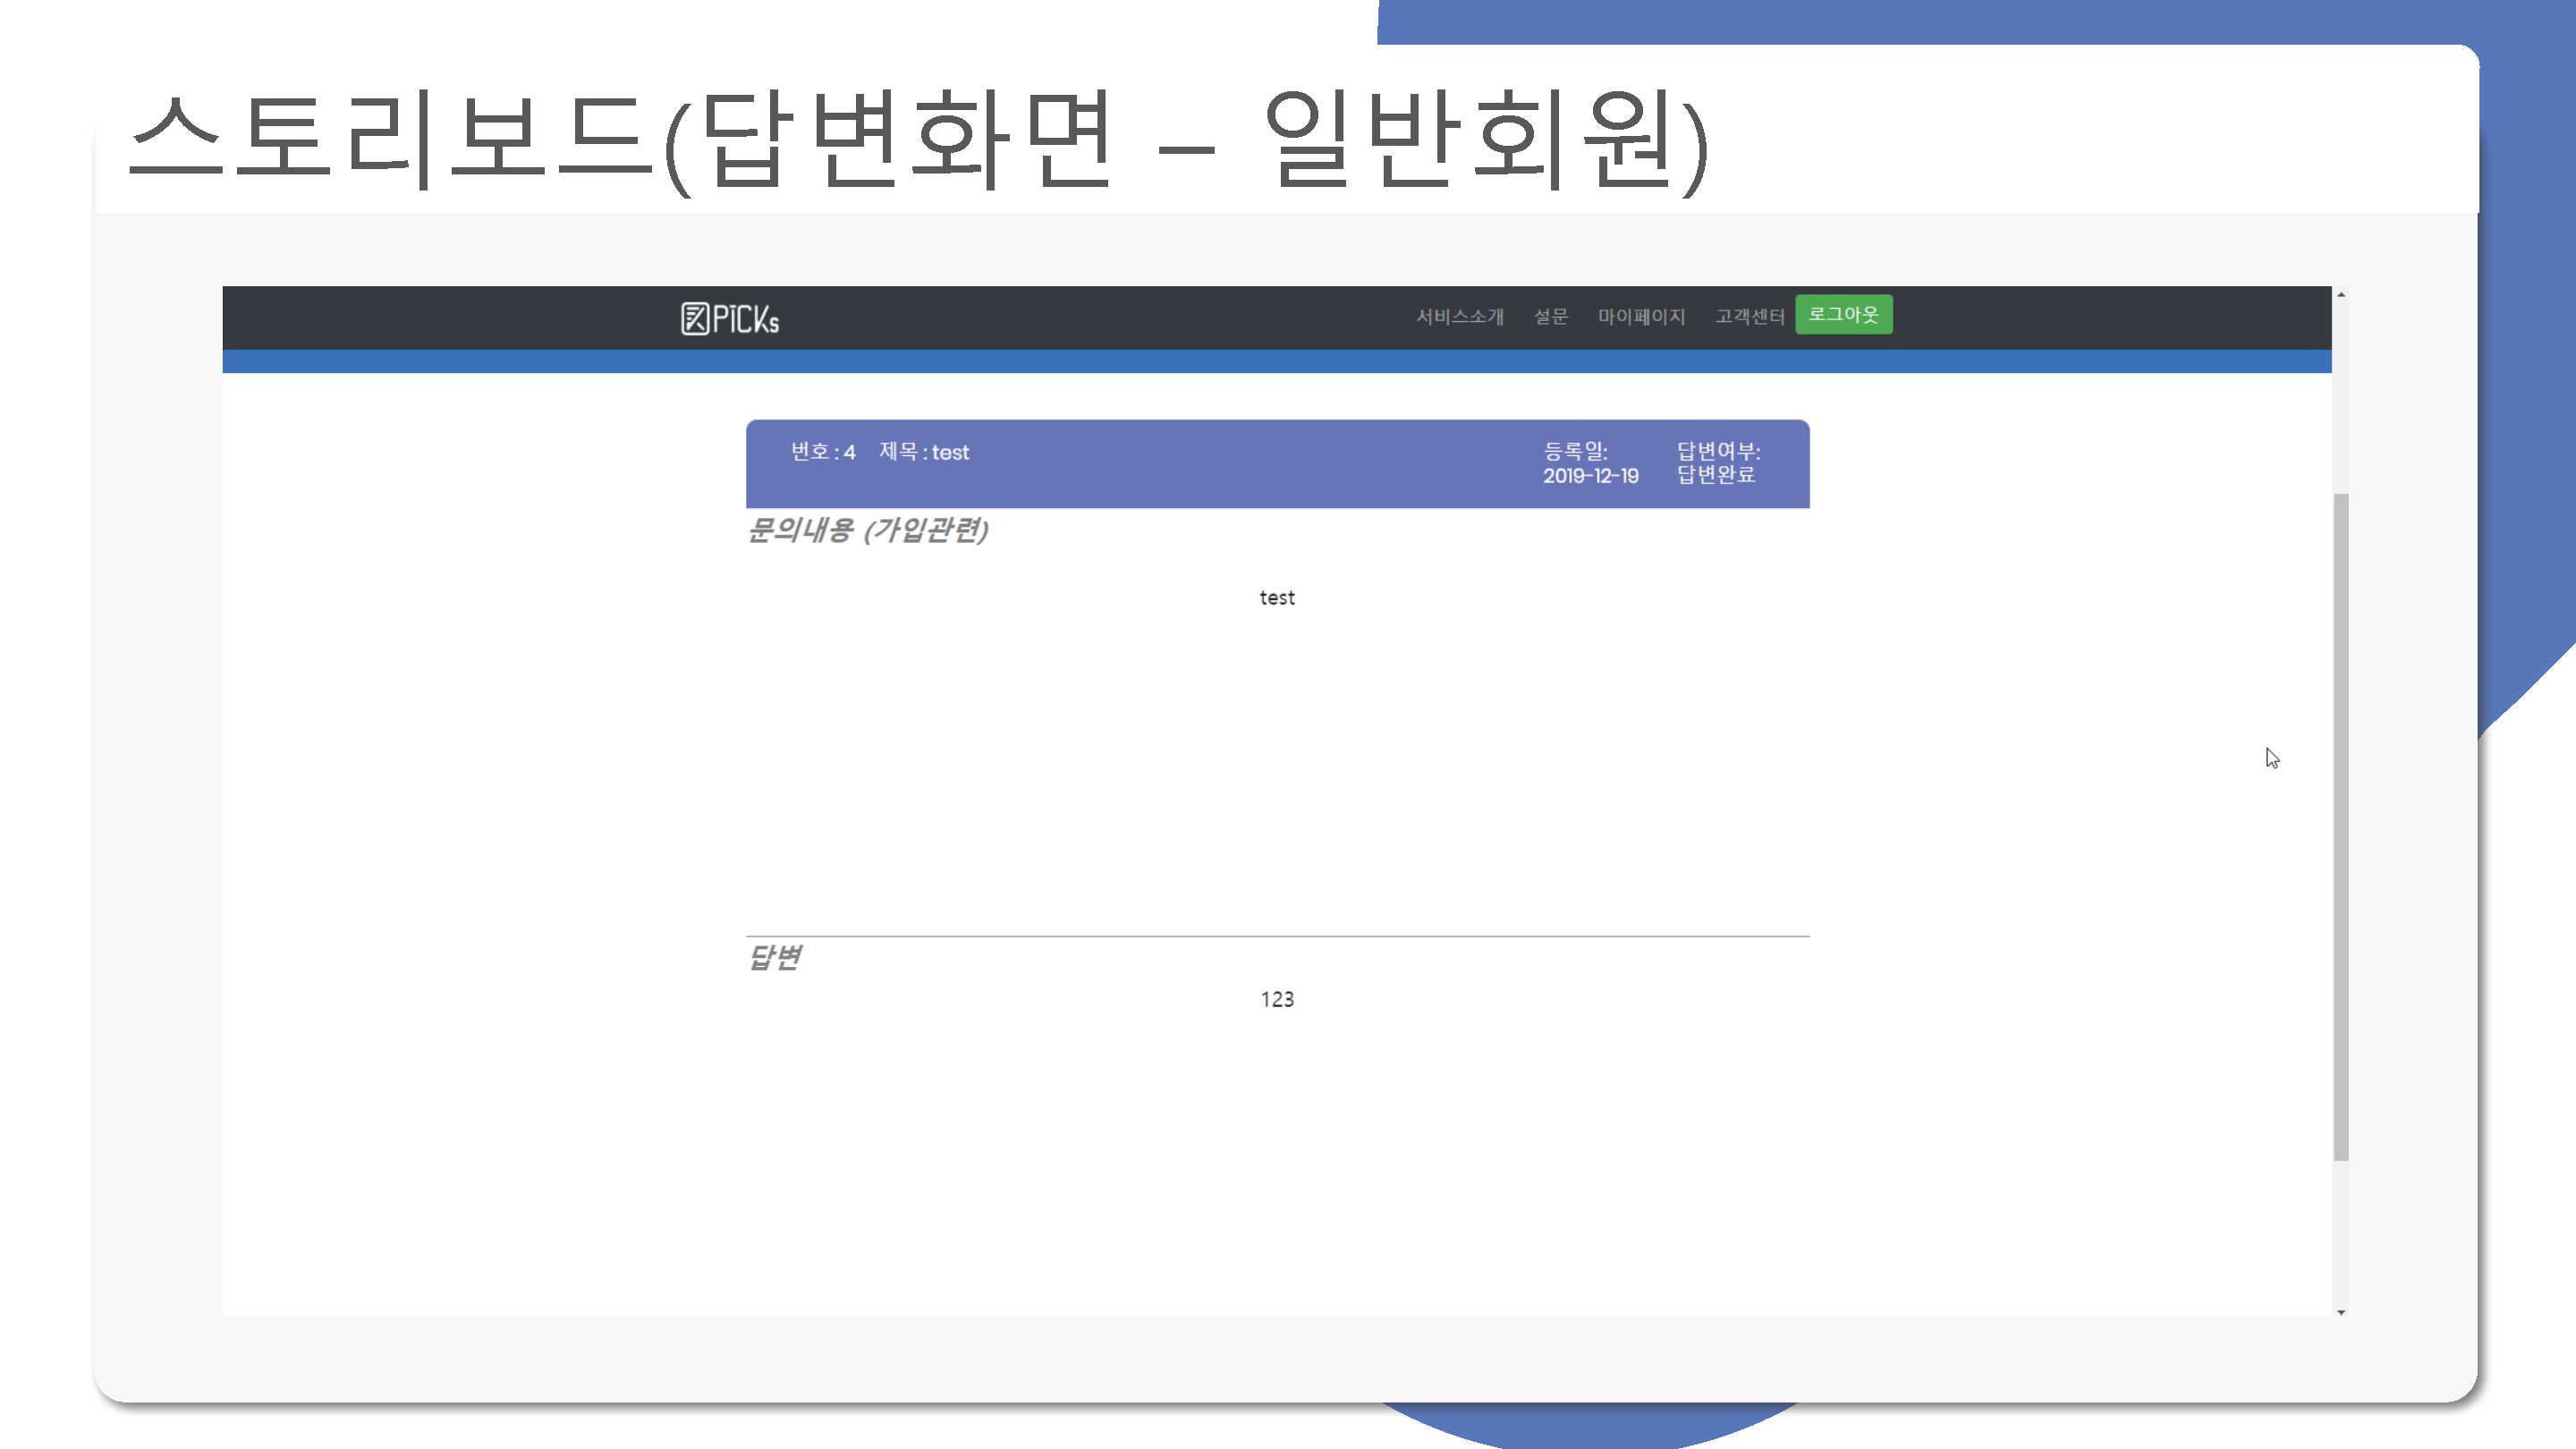 스토리보드(답변화면 – 일반회원)
PiCKs 서비스소개 설문 마이페이지 고객센터 로그아웃
번호 : 4 제목 : test 등록일: 답변여부:
2019-12-19 답변완료
문의내용 (가입관련)
test
답변
123